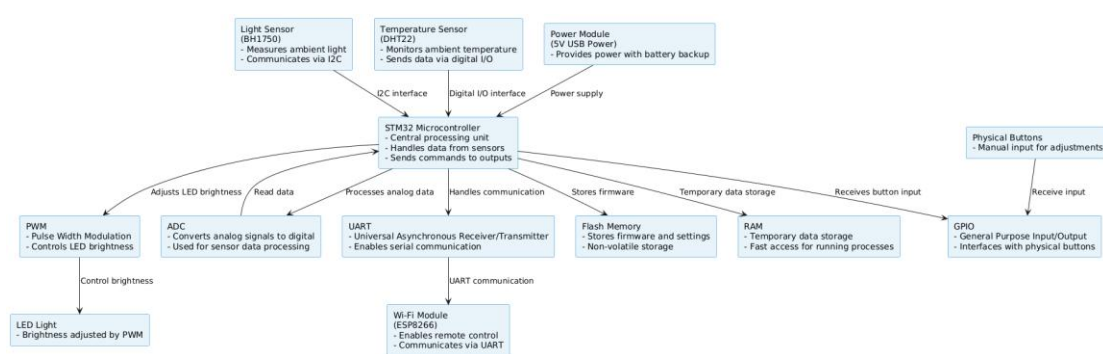 Light Sensor
(BH1750)
- Measures ambient light
- Communicates via I2C
Temperature Sensor
(DHT22)
- Monitors ambient temperature
- Sends data via digital I/O
Power Module
(5V USB Power)
- Provides power with battery backup
I2C interface
Digital I/O interface
Power supply
STM32 Microcontroller
- Central processing unit
- Handles data from sensors
- Sends commands to outputs
Physical Buttons
- Manual input for adjustments
Adjusts LED brightness
Read data
Processes analog data
Handles communication
Stores firmware
Temporary data storage
Receives button input
Receive input
PWM
- Pulse Width Modulation
- Controls LED brightness
ADC
- Converts analog signals to digital
- Used for sensor data processing
UART
- Universal Asynchronous Receiver/Transmitter
- Enables serial communication
Flash Memory
- Stores firmware and settings
- Non-volatile storage
RAM
- Temporary data storage
- Fast access for running processes
GPIO
- General Purpose Input/Output
- Interfaces with physical buttons
Control brightness
UART communication
LED Light
- Brightness adjusted by PWM
Wi-Fi Module
(ESP8266)
- Enables remote control
- Communicates via UART